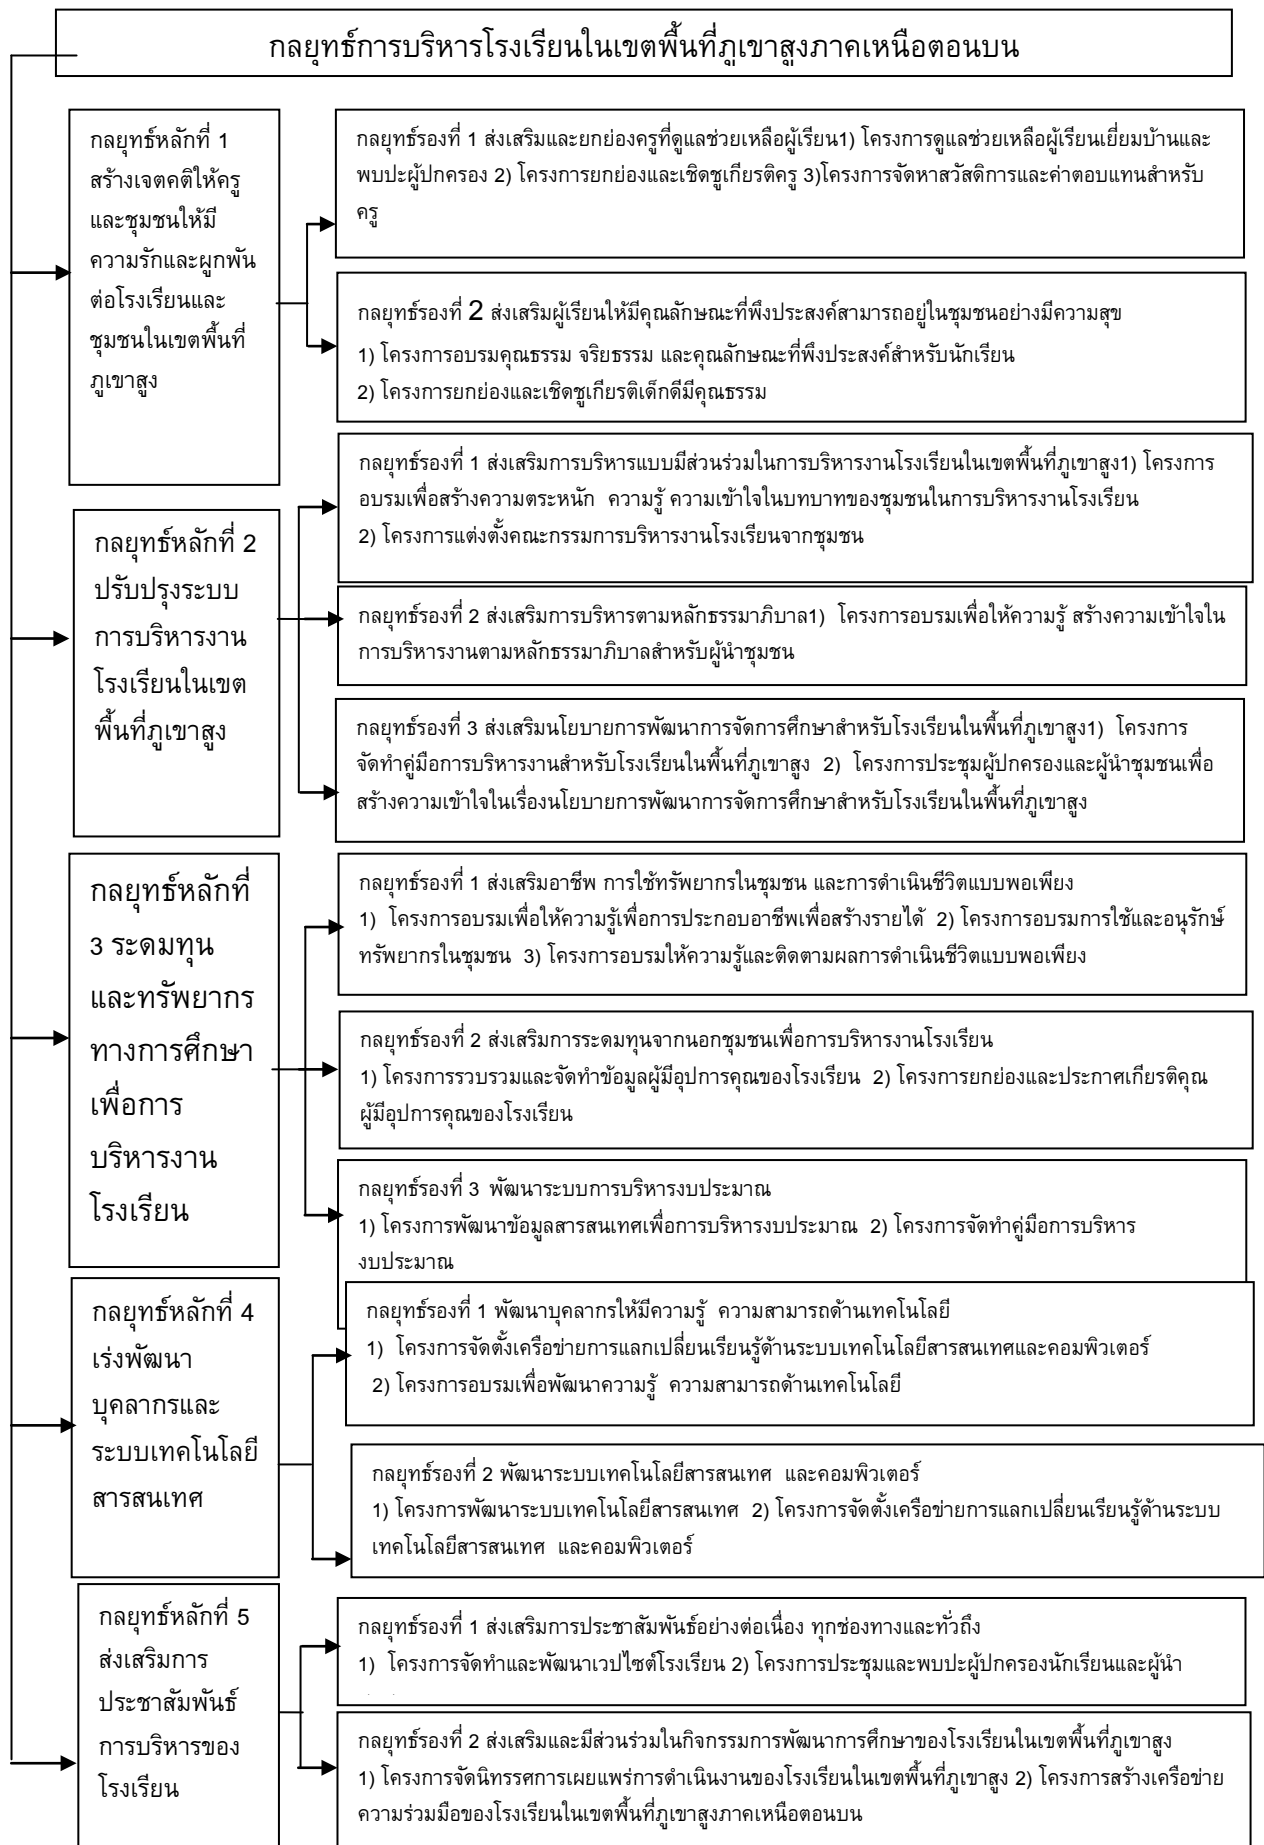 กลยุทธ์การบริหารโรงเรียนในเขตพื้นที่ภูเขาสูงภาคเหนือตอนบน
กลยุทธ์หลักที่ 1
สร้างเจตคติให้ครู
และชุมชนให้มี
ความรักและผูกพัน
ต่อโรงเรียนและ
ชุมชนในเขตพื้นที่
ภูเขาสูง
กลยุทธ์รองที่ 1 ส่งเสริมและยกย่องครูที่ดูแลช่วยเหลือผู้เรียน1) โครงการดูแลช่วยเหลือผู้เรียนเยี่ยมบ้านและ
พบปะผู้ปกครอง 2) โครงการยกย่องและเชิดชูเกียรติครู 3)โครงการจัดหาสวัสดิการและค่าตอบแทนสำหรับ
ครู
กลยุทธ์รองที่ 2 ส่งเสริมผู้เรียนให้มีคุณลักษณะที่พึงประสงค์สามารถอยู่ในชุมชนอย่างมีความสุข
1) โครงการอบรมคุณธรรม จริยธรรม และคุณลักษณะที่พึงประสงค์สำหรับนักเรียน
2) โครงการยกย่องและเชิดชูเกียรติเด็กดีมีคุณธรรม
กลยุทธ์หลักที่ 2
ปรับปรุงระบบ
การบริหารงาน
โรงเรียนในเขต
พื้นที่ภูเขาสูง
กลยุทธ์รองที่ 1 ส่งเสริมการบริหารแบบมีส่วนร่วมในการบริหารงานโรงเรียนในเขตพื้นที่ภูเขาสูง1) โครงการ
อบรมเพื่อสร้างความตระหนัก ความรู้ ความเข้าใจในบทบาทของชุมชนในการบริหารงานโรงเรียน
2) โครงการแต่งตั้งคณะกรรมการบริหารงานโรงเรียนจากชุมชน
กลยุทธ์รองที่ 2 ส่งเสริมการบริหารตามหลักธรรมาภิบาล1) โครงการอบรมเพื่อให้ความรู้ สร้างความเข้าใจใน
การบริหารงานตามหลักธรรมาภิบาลสำหรับผู้นำชุมชน
กลยุทธ์รองที่ 3 ส่งเสริมนโยบายการพัฒนาการจัดการศึกษาสำหรับโรงเรียนในพื้นที่ภูเขาสูง1) โครงการ
จัดทำคู่มือการบริหารงานสำหรับโรงเรียนในพื้นที่ภูเขาสูง 2) โครงการประชุมผู้ปกครองและผู้นำชุมชนเพื่อ
สร้างความเข้าใจในเรื่องนโยบายการพัฒนาการจัดการศึกษาสำหรับโรงเรียนในพื้นที่ภูเขาสูง
กลยุทธ์หลักที่
3 ระดมทุน
และทรัพยากร
ทางการศึกษา
เพื่อการ
บริหารงาน
โรงเรียน
กลยุทธ์รองที่ 1 ส่งเสริมอาชีพ การใช้ทรัพยากรในชุมชน และการดำเนินชีวิตแบบพอเพียง
1) โครงการอบรมเพื่อให้ความรู้เพื่อการประกอบอาชีพเพื่อสร้างรายได้ 2) โครงการอบรมการใช้และอนุรักษ์
ทรัพยากรในชุมชน 3) โครงการอบรมให้ความรู้และติดตามผลการดำเนินชีวิตแบบพอเพียง
กลยุทธ์รองที่ 2 ส่งเสริมการระดมทุนจากนอกชุมชนเพื่อการบริหารงานโรงเรียน
1) โครงการรวบรวมและจัดทำข้อมูลผู้มีอุปการคุณของโรงเรียน 2) โครงการยกย่องและประกาศเกียรติคุณ
ผู้มีอุปการคุณของโรงเรียน
กลยุทธ์รองที่ 3 พัฒนาระบบการบริหารงบประมาณ
1) โครงการพัฒนาข้อมูลสารสนเทศเพื่อการบริหารงบประมาณ 2) โครงการจัดทำคู่มือการบริหาร
งบประมาณ
กลยุทธ์หลักที่ 4
เร่งพัฒนา
บุคลากรและ
ระบบเทคโนโลยี
สารสนเทศ
กลยุทธ์รองที่ 1 พัฒนาบุคลากรให้มีความรู้ ความสามารถด้านเทคโนโลยี
1) โครงการจัดตั้งเครือข่ายการแลกเปลี่ยนเรียนรู้ด้านระบบเทคโนโลยีสารสนเทศและคอมพิวเตอร์
2) โครงการอบรมเพื่อพัฒนาความรู้ ความสามารถด้านเทคโนโลยี
กลยุทธ์รองที่ 2 พัฒนาระบบเทคโนโลยีสารสนเทศ และคอมพิวเตอร์
1) โครงการพัฒนาระบบเทคโนโลยีสารสนเทศ 2) โครงการจัดตั้งเครือข่ายการแลกเปลี่ยนเรียนรู้ด้านระบบ
เทคโนโลยีสารสนเทศ และคอมพิวเตอร์
กลยุทธ์หลักที่ 5
ส่งเสริมการ
ประชาสัมพันธ์
การบริหารของ
โรงเรียน
กลยุทธ์รองที่ 1 ส่งเสริมการประชาสัมพันธ์อย่างต่อเนื่อง ทุกช่องทางและทั่วถึง
1) โครงการจัดทำและพัฒนาเวปไซต์โรงเรียน 2) โครงการประชุมและพบปะผู้ปกครองนักเรียนและผู้นำ
กลยุทธ์รองที่ 2 ส่งเสริมและมีส่วนร่วมในกิจกรรมการพัฒนาการศึกษาของโรงเรียนในเขตพื้นที่ภูเขาสูง
1) โครงการจัดนิทรรศการเผยแพร่การดำเนินงานของโรงเรียนในเขตพื้นที่ภูเขาสูง 2) โครงการสร้างเครือข่าย
ความร่วมมือของโรงเรียนในเขตพื้นที่ภูเขาสูงภาคเหนือตอนบน